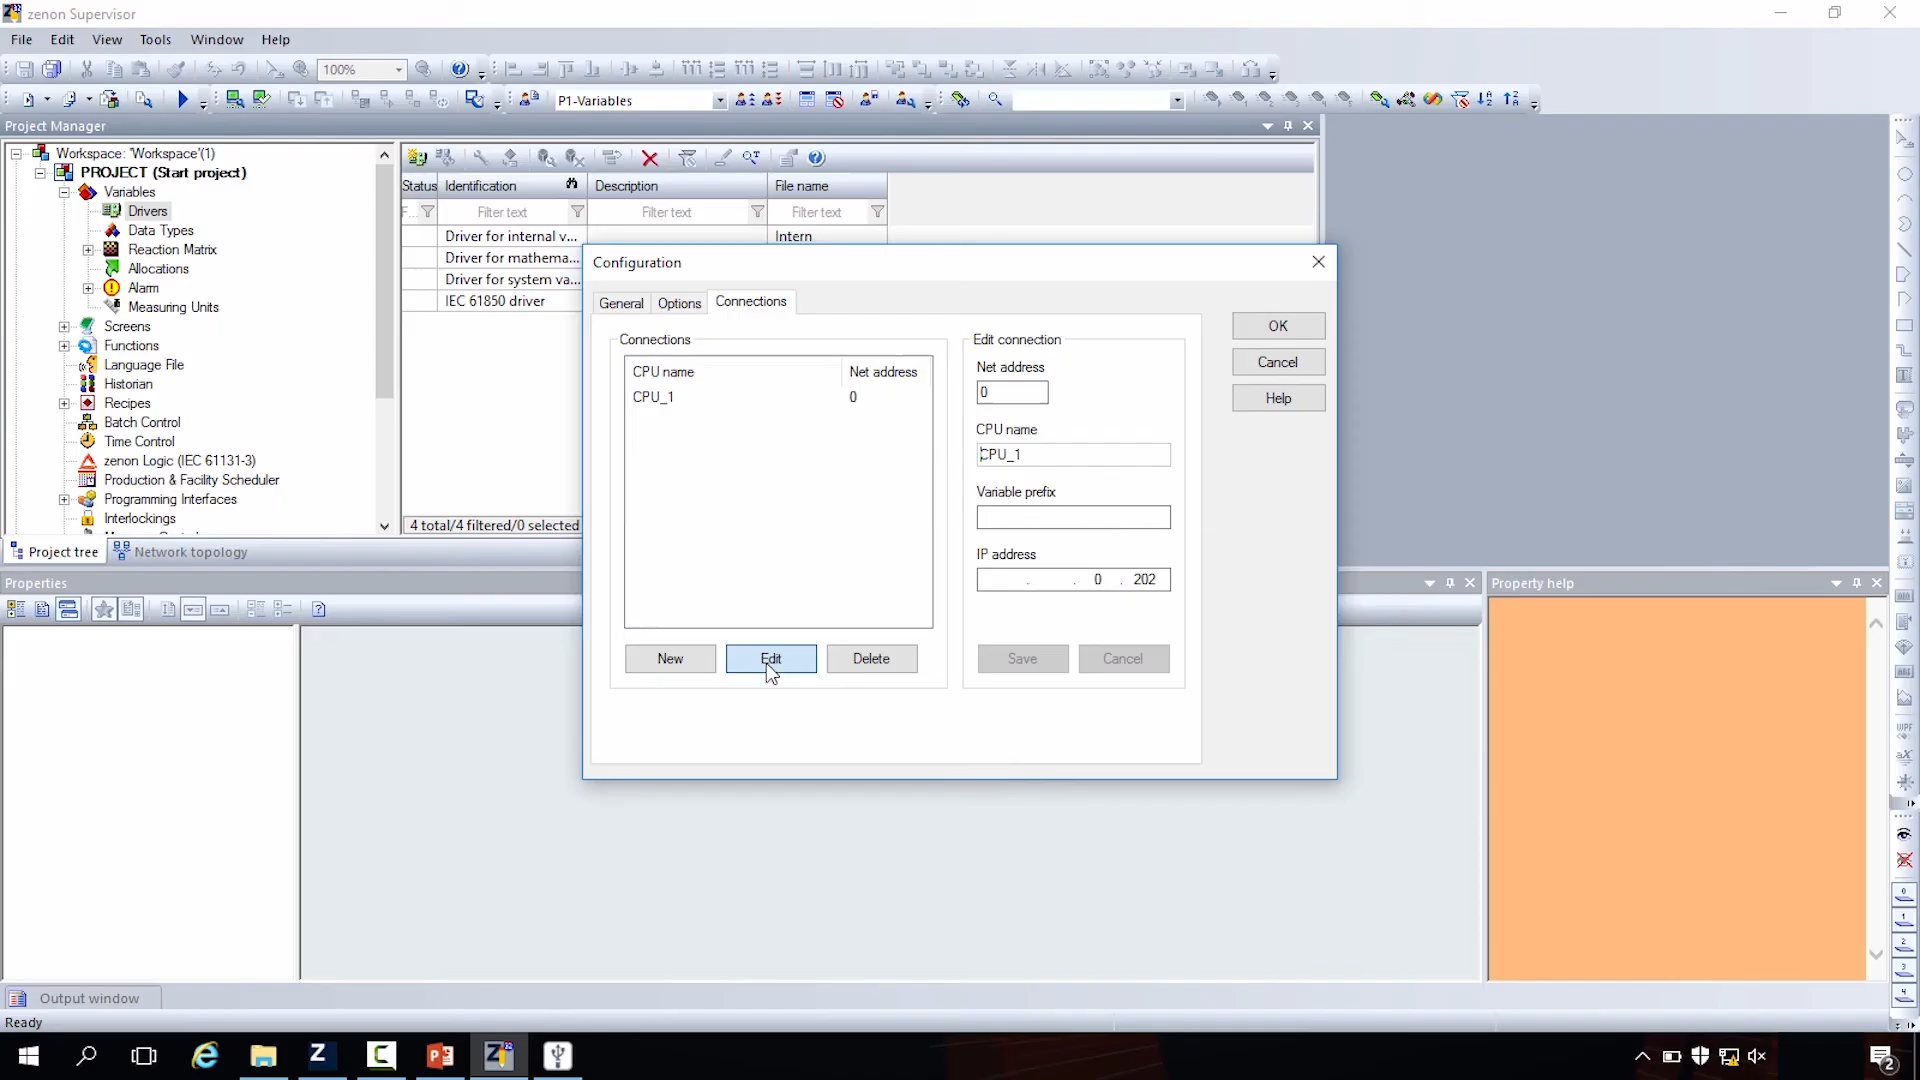 zenon Supervisor
File Edit View Tools Window Help
100%
P1-Variables
Project Manager
Workspace: 'Workspace'(1)
PROJECT (Start project)
Variables
Drivers
Data Types
Reaction Matrix
Allocations
Alarm
Measuring Units
Screens
Functions
Language File
Historian
Recipes
Batch Control
Time Control
zenon Logic (IEC 61131-3)
Production & Facility Scheduler
Programming Interfaces
Interlockings
Project tree Network topology
Status Identification Description File name
F... Filter text Filter text Filter text
Driver for internal v... Intern
Driver for mathema...
Driver for system va...
IEC 61850 driver
4 total/4 filtered/0 selected
Configuration
General Options Connections
Connections
CPU name Net address
CPU_1 0
New Edit Delete
Edit connection
Net address
0
CPU name
CPU_1
Variable prefix
IP address
. . 0 . 202
Save Cancel
OK
Cancel
Help
Properties
Property help
Output window
Ready
0
1
2
3
4
2